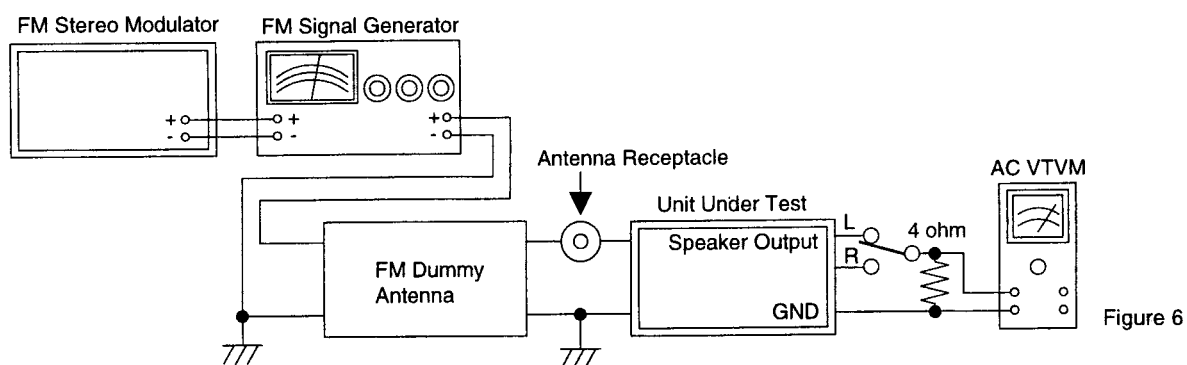 FM Stereo Modulator
FM Signal Generator
+ +
- -
+
-
Antenna Receptacle
AC VTVM
Unit Under Test
L
4 ohm
Speaker Output
R
FM Dummy
Antenna
GND
Figure 6